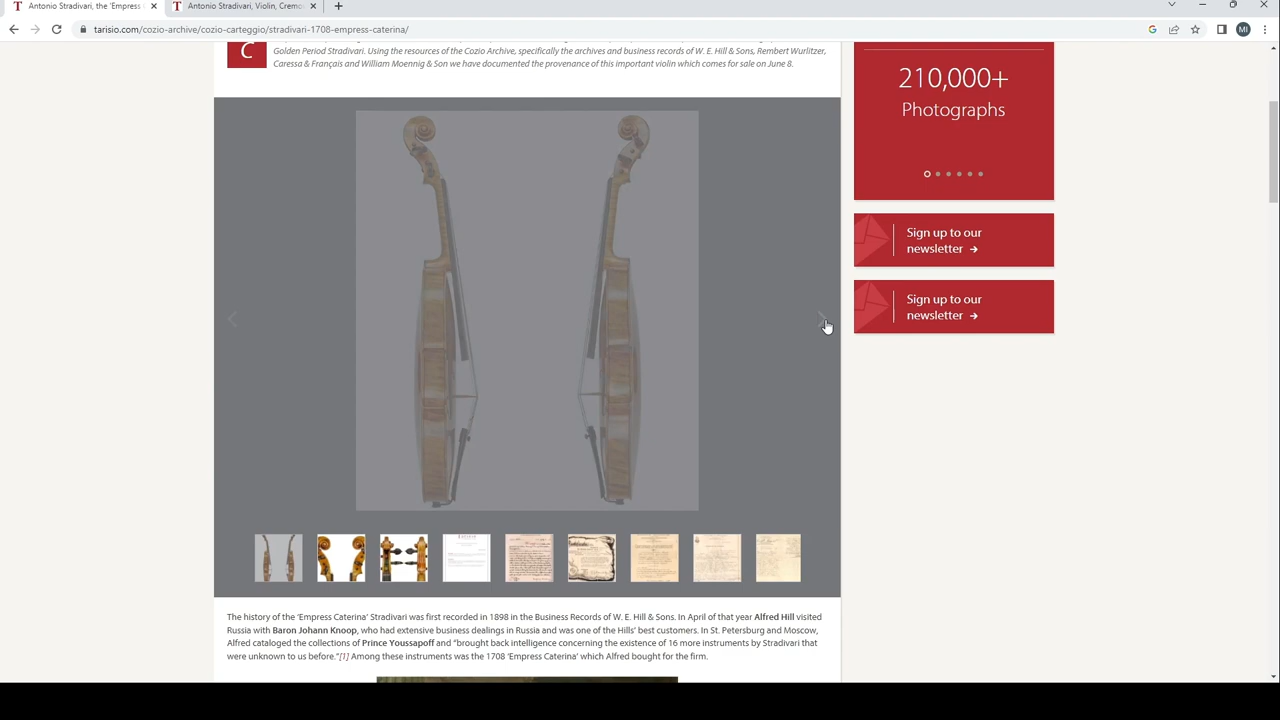 Antonio Stradivari, the 'Empress
Antonio Stradivari, Violin, Cremo
tarisio.com/cozio-archive/cozio-carteggio/stradivari-1708-empress-caterina/
MI
C
Golden Period Stradivari. Using the resources of the Cozio Archive, specifically the archives and business records of W. E. Hill & Sons, Rembert Wurlitzer,
Caressa & Français and William Moennig & Son we have documented the provenance of this important violin which comes for sale on June 8.
210,000+
Photographs
Sign up to our
newsletter →
Sign up to our
newsletter →
The history of the 'Empress Caterina' Stradivari was first recorded in 1898 in the Business Records of W. E. Hill & Sons. In April of that year Alfred Hill visited
Russia with Baron Johann Knoop, who had extensive business dealings in Russia and was one of the Hills' best customers. In St. Petersburg and Moscow,
Alfred cataloged the collections of Prince Youssapoff and "brought back intelligence concerning the existence of 16 more instruments by Stradivari that
were unknown to us before."[1] Among these instruments was the 1708 'Empress Caterina' which Alfred bought for the firm.